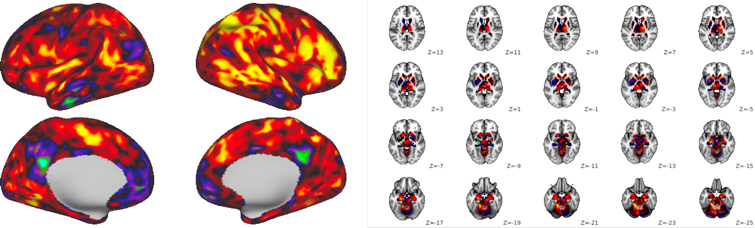 Z=13 Z=11 Z=9 Z=7 Z=5
Z=3 Z=1 Z=-1 Z=-3 Z=-5
Z=-7 Z=-9 Z=-11 Z=-13 Z=-15
Z=-17 Z=-19 Z=-21 Z=-23 Z=-25